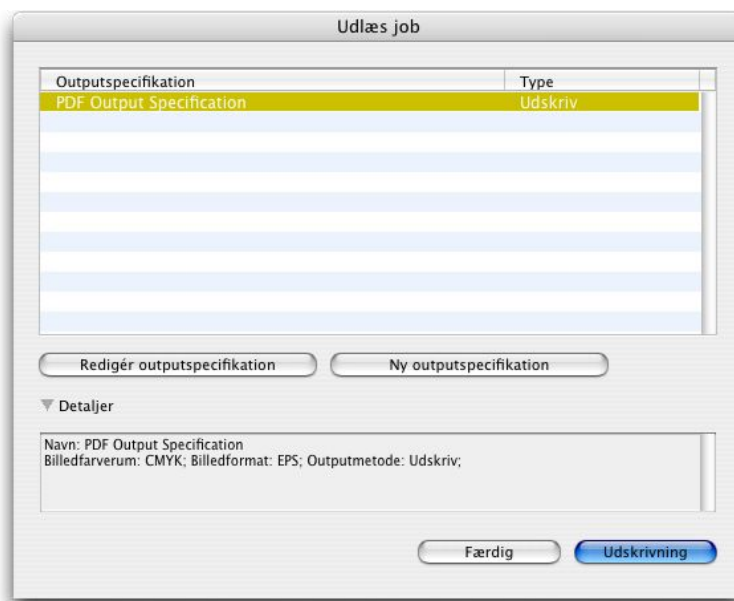 Udlæs job
Outputspecifikation Type
PDF Output Specification Udskriv
Redigér outputspecifikation Ny outputspecifikation
Detaljer
Navn: PDF Output Specification
Billedfarverum: CMYK; Billedformat: EPS; Outputmetode: Udskriv;
Færdig Udskrivning